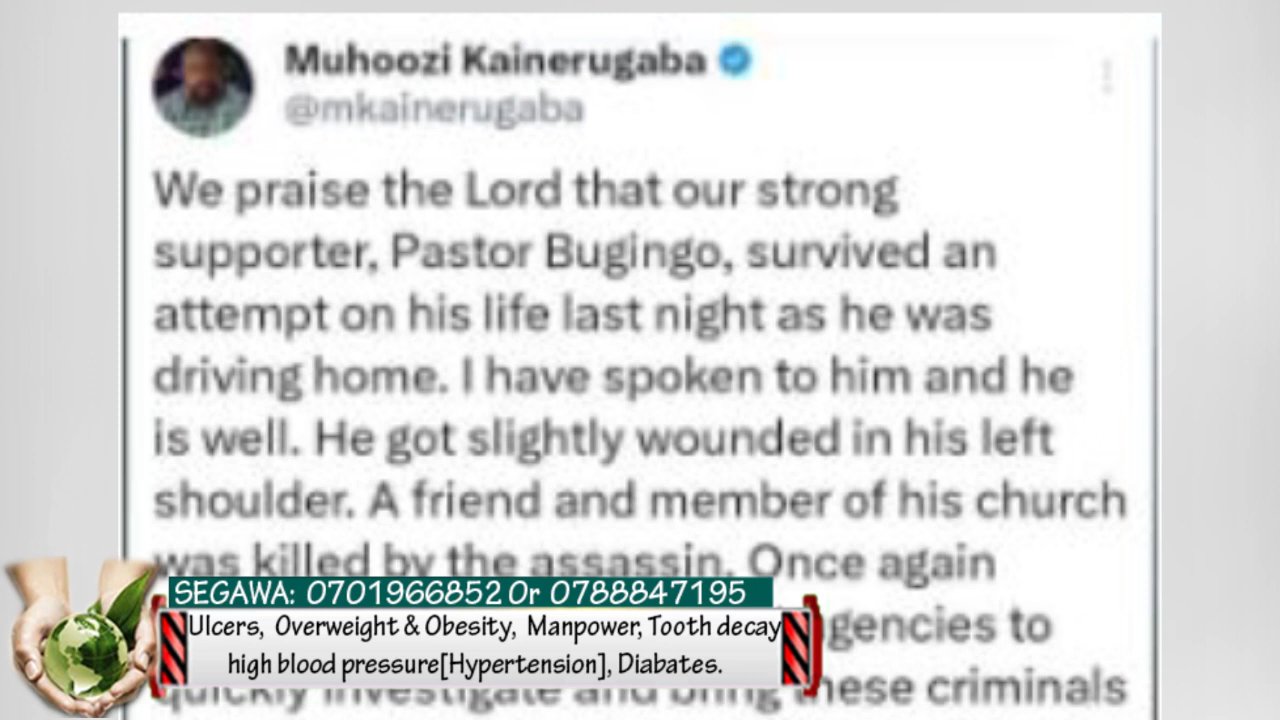 Muhoozi Kainerugaba
@mkainerugaba
We praise the Lord that our strong
supporter, Pastor Bugingo, survived an
attempt on his life last night as he was
driving home. I have spoken to him and he
is well. He got slightly wounded in his left
shoulder. A friend and member of his church
was killed by the assassin. Once again
gencies to
quickly investigate and bring these criminals
SEGAWA: 0701966852 Or 0788847195
Ulcers, Overweight & Obesity, Manpower, Tooth decay
high blood pressure[Hypertension], Diabates.